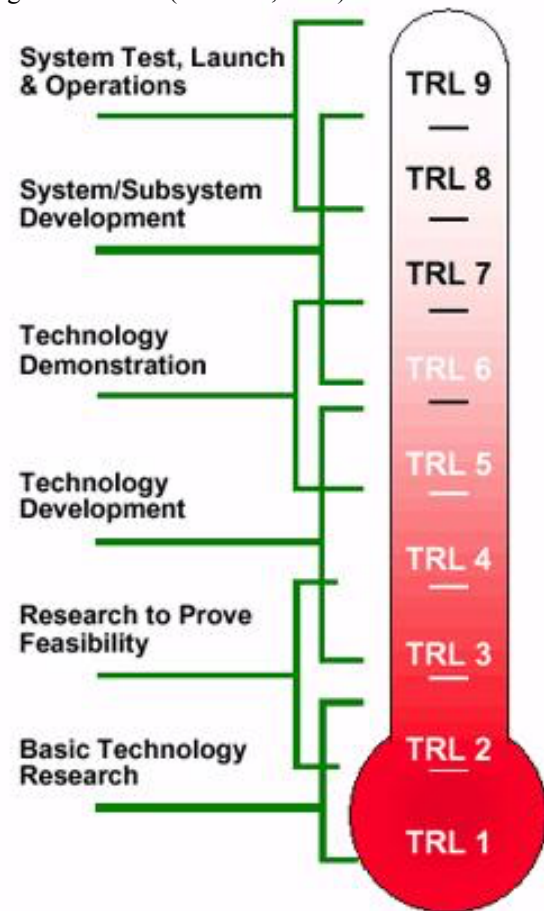 System Test, Launch
& Operations
System/Subsystem
Development
Technology
Demonstration
Technology
Development
Research to Prove
Feasibility
Basic Technology
Research
TRL 9
TRL 8
TRL 7
TRL 6
TRL 5
TRL 4
TRL 3
TRL 2
TRL 1